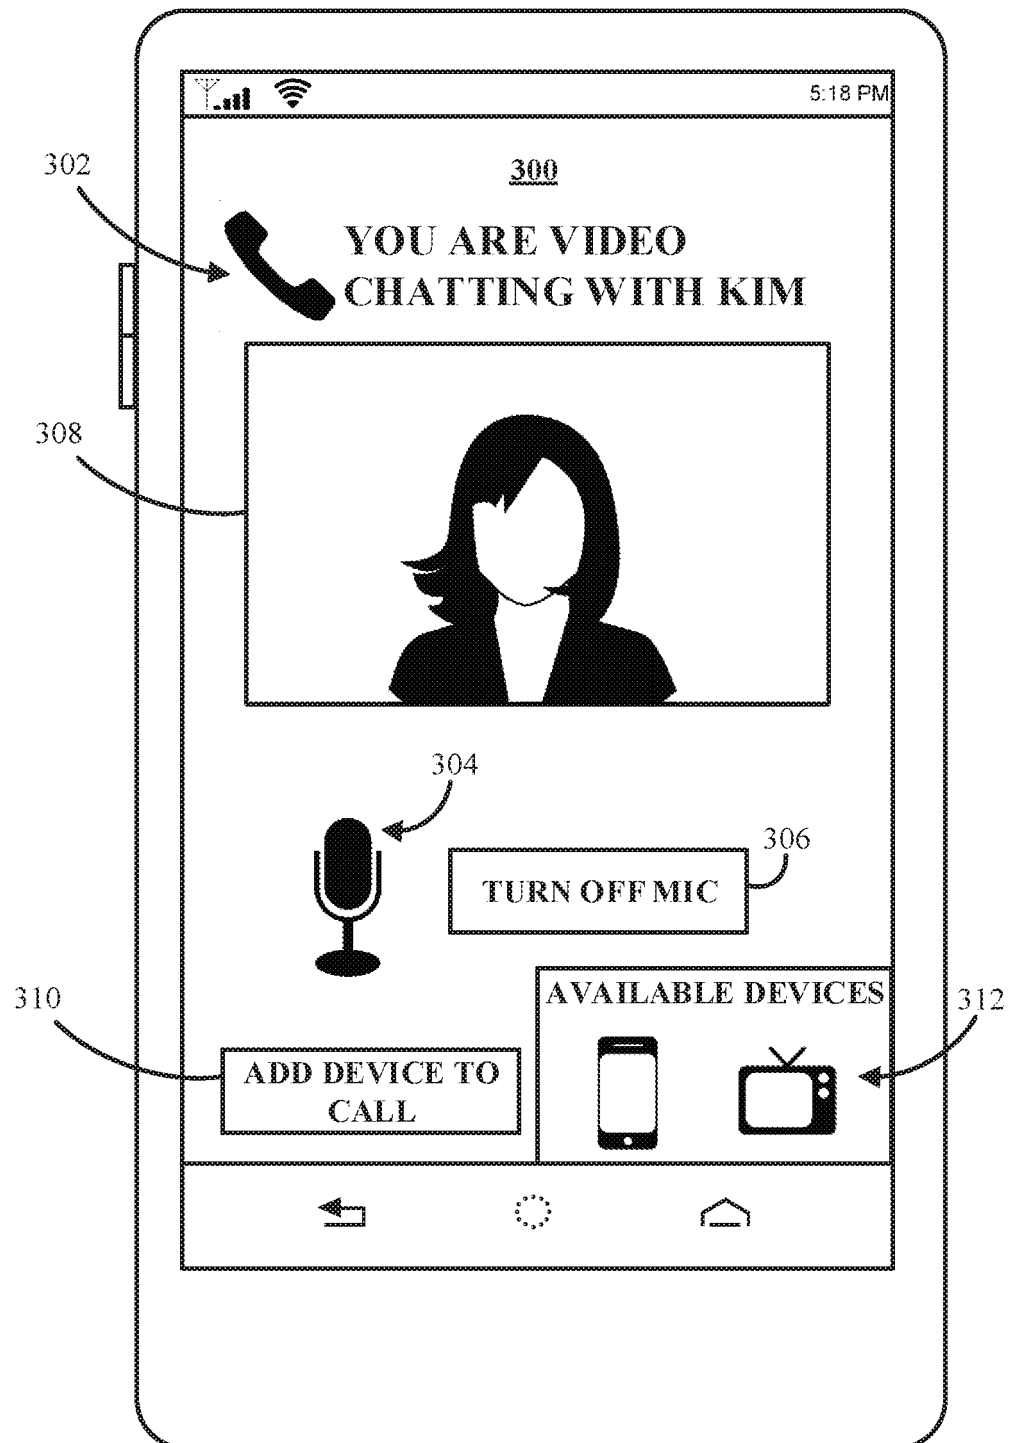 5:18 PM
302
300
YOU ARE VIDEO
CHATTING WITH KIM
308
304
306
TURN OFF MIC
310
AVAILABLE DEVICES
312
ADD DEVICE TO
CALL